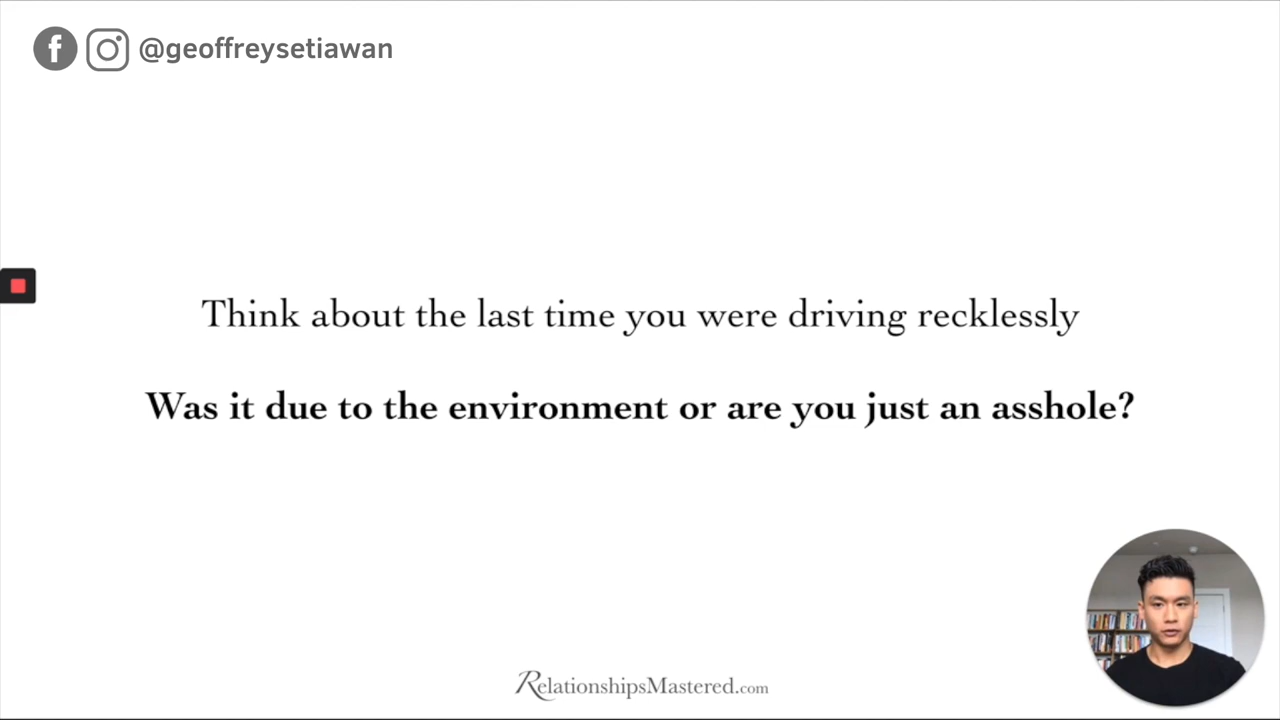 @geoffreysetiawan
Think about the last time you were driving recklessly
Was it due to the environment or are you just an asshole?
RelationshipsMastered.com